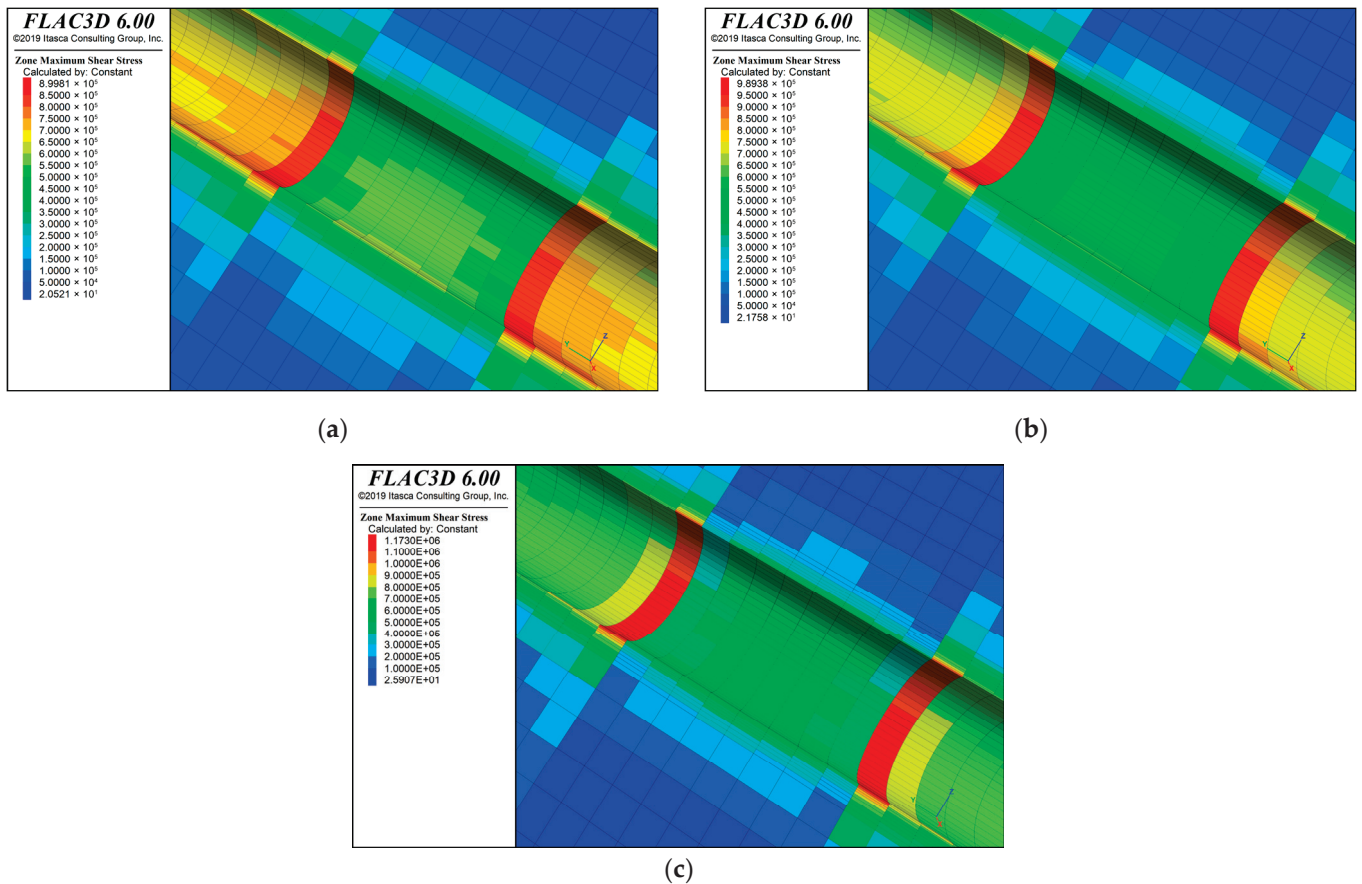 FLAC3D 6.00
©2019 Itasca Consulting Group, Inc.
Zone Maximum Shear Stress
Calculated by: Constant
8.9981 × 10⁵
8.5000 × 10⁵
8.0000 × 10⁵
7.5000 × 10⁵
7.0000 × 10⁵
6.5000 × 10⁵
6.0000 × 10⁵
5.5000 × 10⁵
5.0000 × 10⁵
4.5000 × 10⁵
4.0000 × 10⁵
3.5000 × 10⁵
3.0000 × 10⁵
2.5000 × 10⁵
2.0000 × 10⁵
1.5000 × 10⁵
1.0000 × 10⁵
5.0000 × 10⁴
2.0521 × 10¹
Y
Z
X
(a)
FLAC3D 6.00
©2019 Itasca Consulting Group, Inc.
Zone Maximum Shear Stress
Calculated by: Constant
9.8938 × 10⁵
9.5000 × 10⁵
9.0000 × 10⁵
8.5000 × 10⁵
8.0000 × 10⁵
7.5000 × 10⁵
7.0000 × 10⁵
6.5000 × 10⁵
6.0000 × 10⁵
5.5000 × 10⁵
5.0000 × 10⁵
4.5000 × 10⁵
4.0000 × 10⁵
3.5000 × 10⁵
3.0000 × 10⁵
2.5000 × 10⁵
2.0000 × 10⁵
1.5000 × 10⁵
1.0000 × 10⁵
5.0000 × 10⁴
2.1758 × 10¹
Y
Z
X
(b)
FLAC3D 6.00
©2019 Itasca Consulting Group, Inc.
Zone Maximum Shear Stress
Calculated by: Constant
1.1730E+06
1.1000E+06
1.0000E+06
9.0000E+05
8.0000E+05
7.0000E+05
6.0000E+05
5.0000E+05
4.0000E+05
3.0000E+05
2.0000E+05
1.0000E+05
2.5907E+01
Y
Z
X
(c)